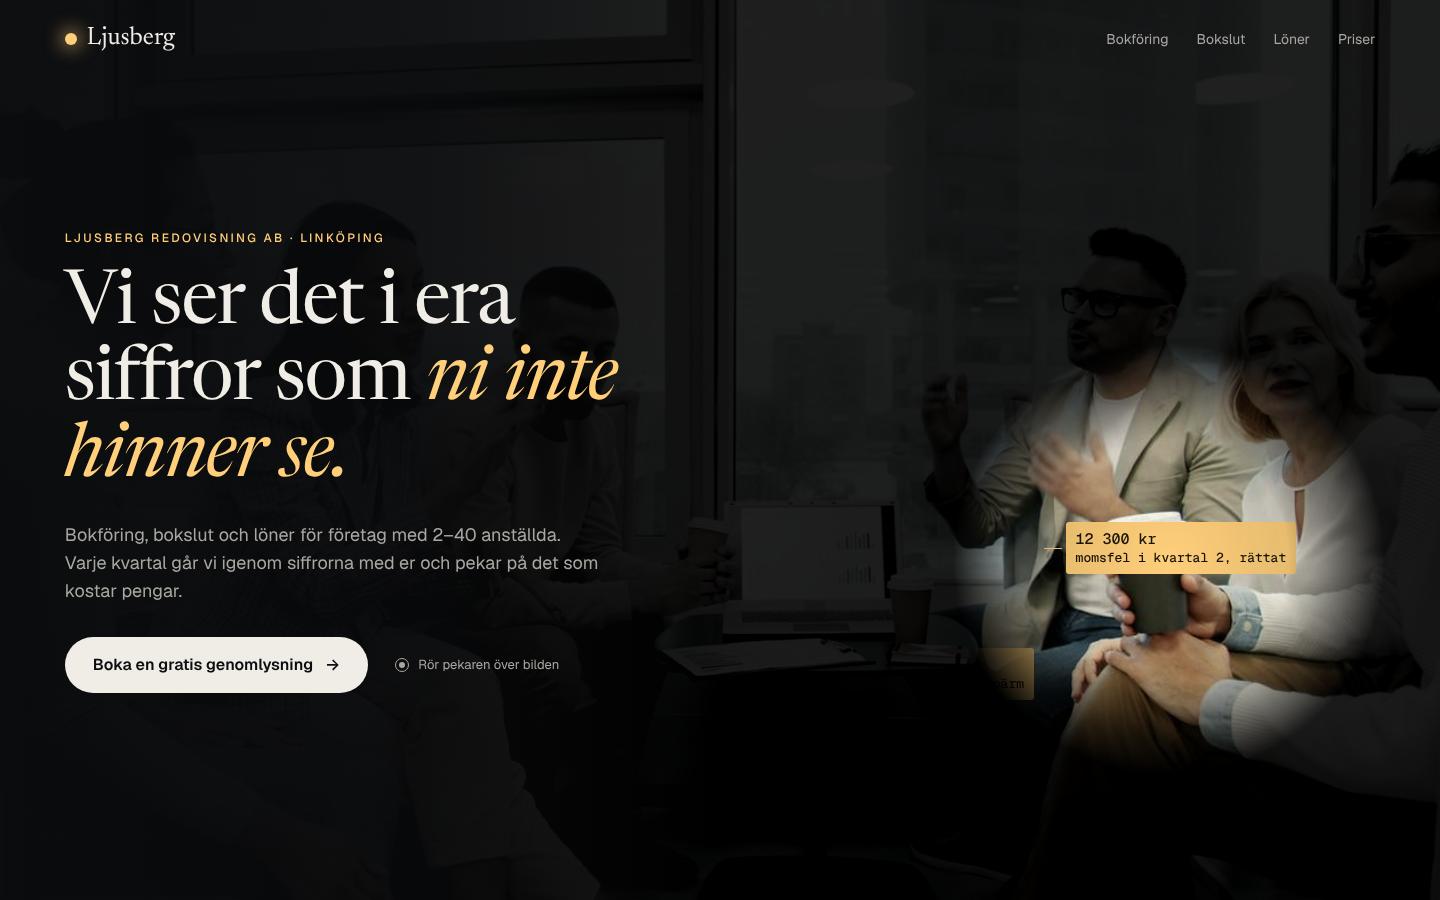 Ljusberg
Bokföring Bokslut Löner Priser
LJUSBERG REDOVISNING AB · LINKÖPING
Vi ser det i era
siffror som ni inte
hinner se.
Bokföring, bokslut och löner för företag med 2–40 anställda.
Varje kvartal går vi igenom siffrorna med er och pekar på det som
kostar pengar.
Boka en gratis genomlysning →
Rör pekaren över bilden
12 300 kr
momsfel i kvartal 2, rättat